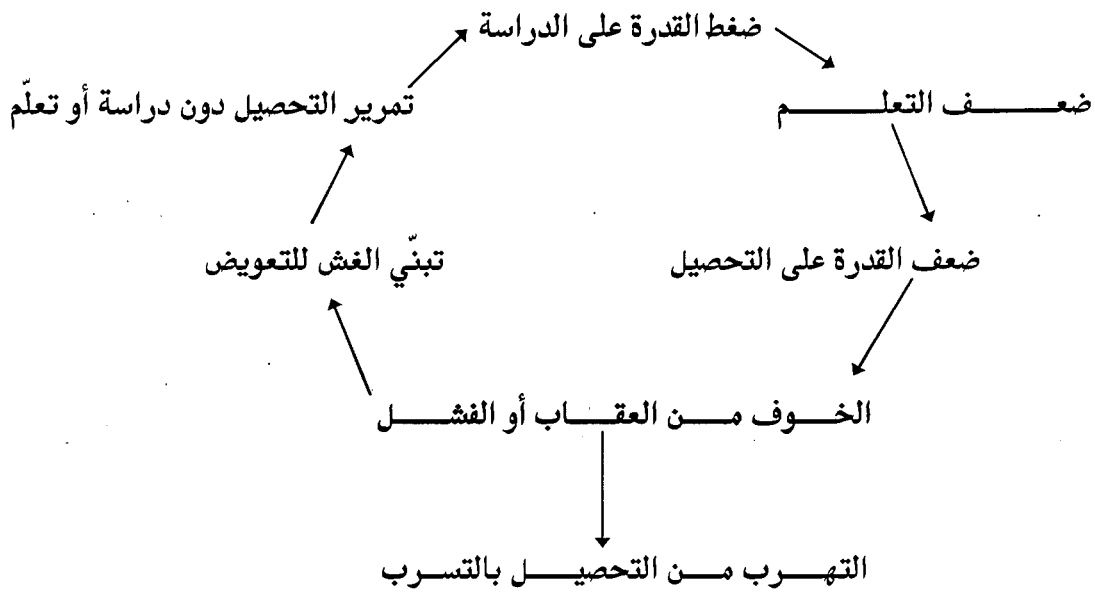 ضغط القدرة على الدراسة
ضعف التعلم
تمرير التحصيل دون دراسة أو تعلّم
ضعف القدرة على التحصيل
تبنّي الغش للتعويض
الخوف من العقاب أو الفشل
التهرب من التحصيل بالتسرب